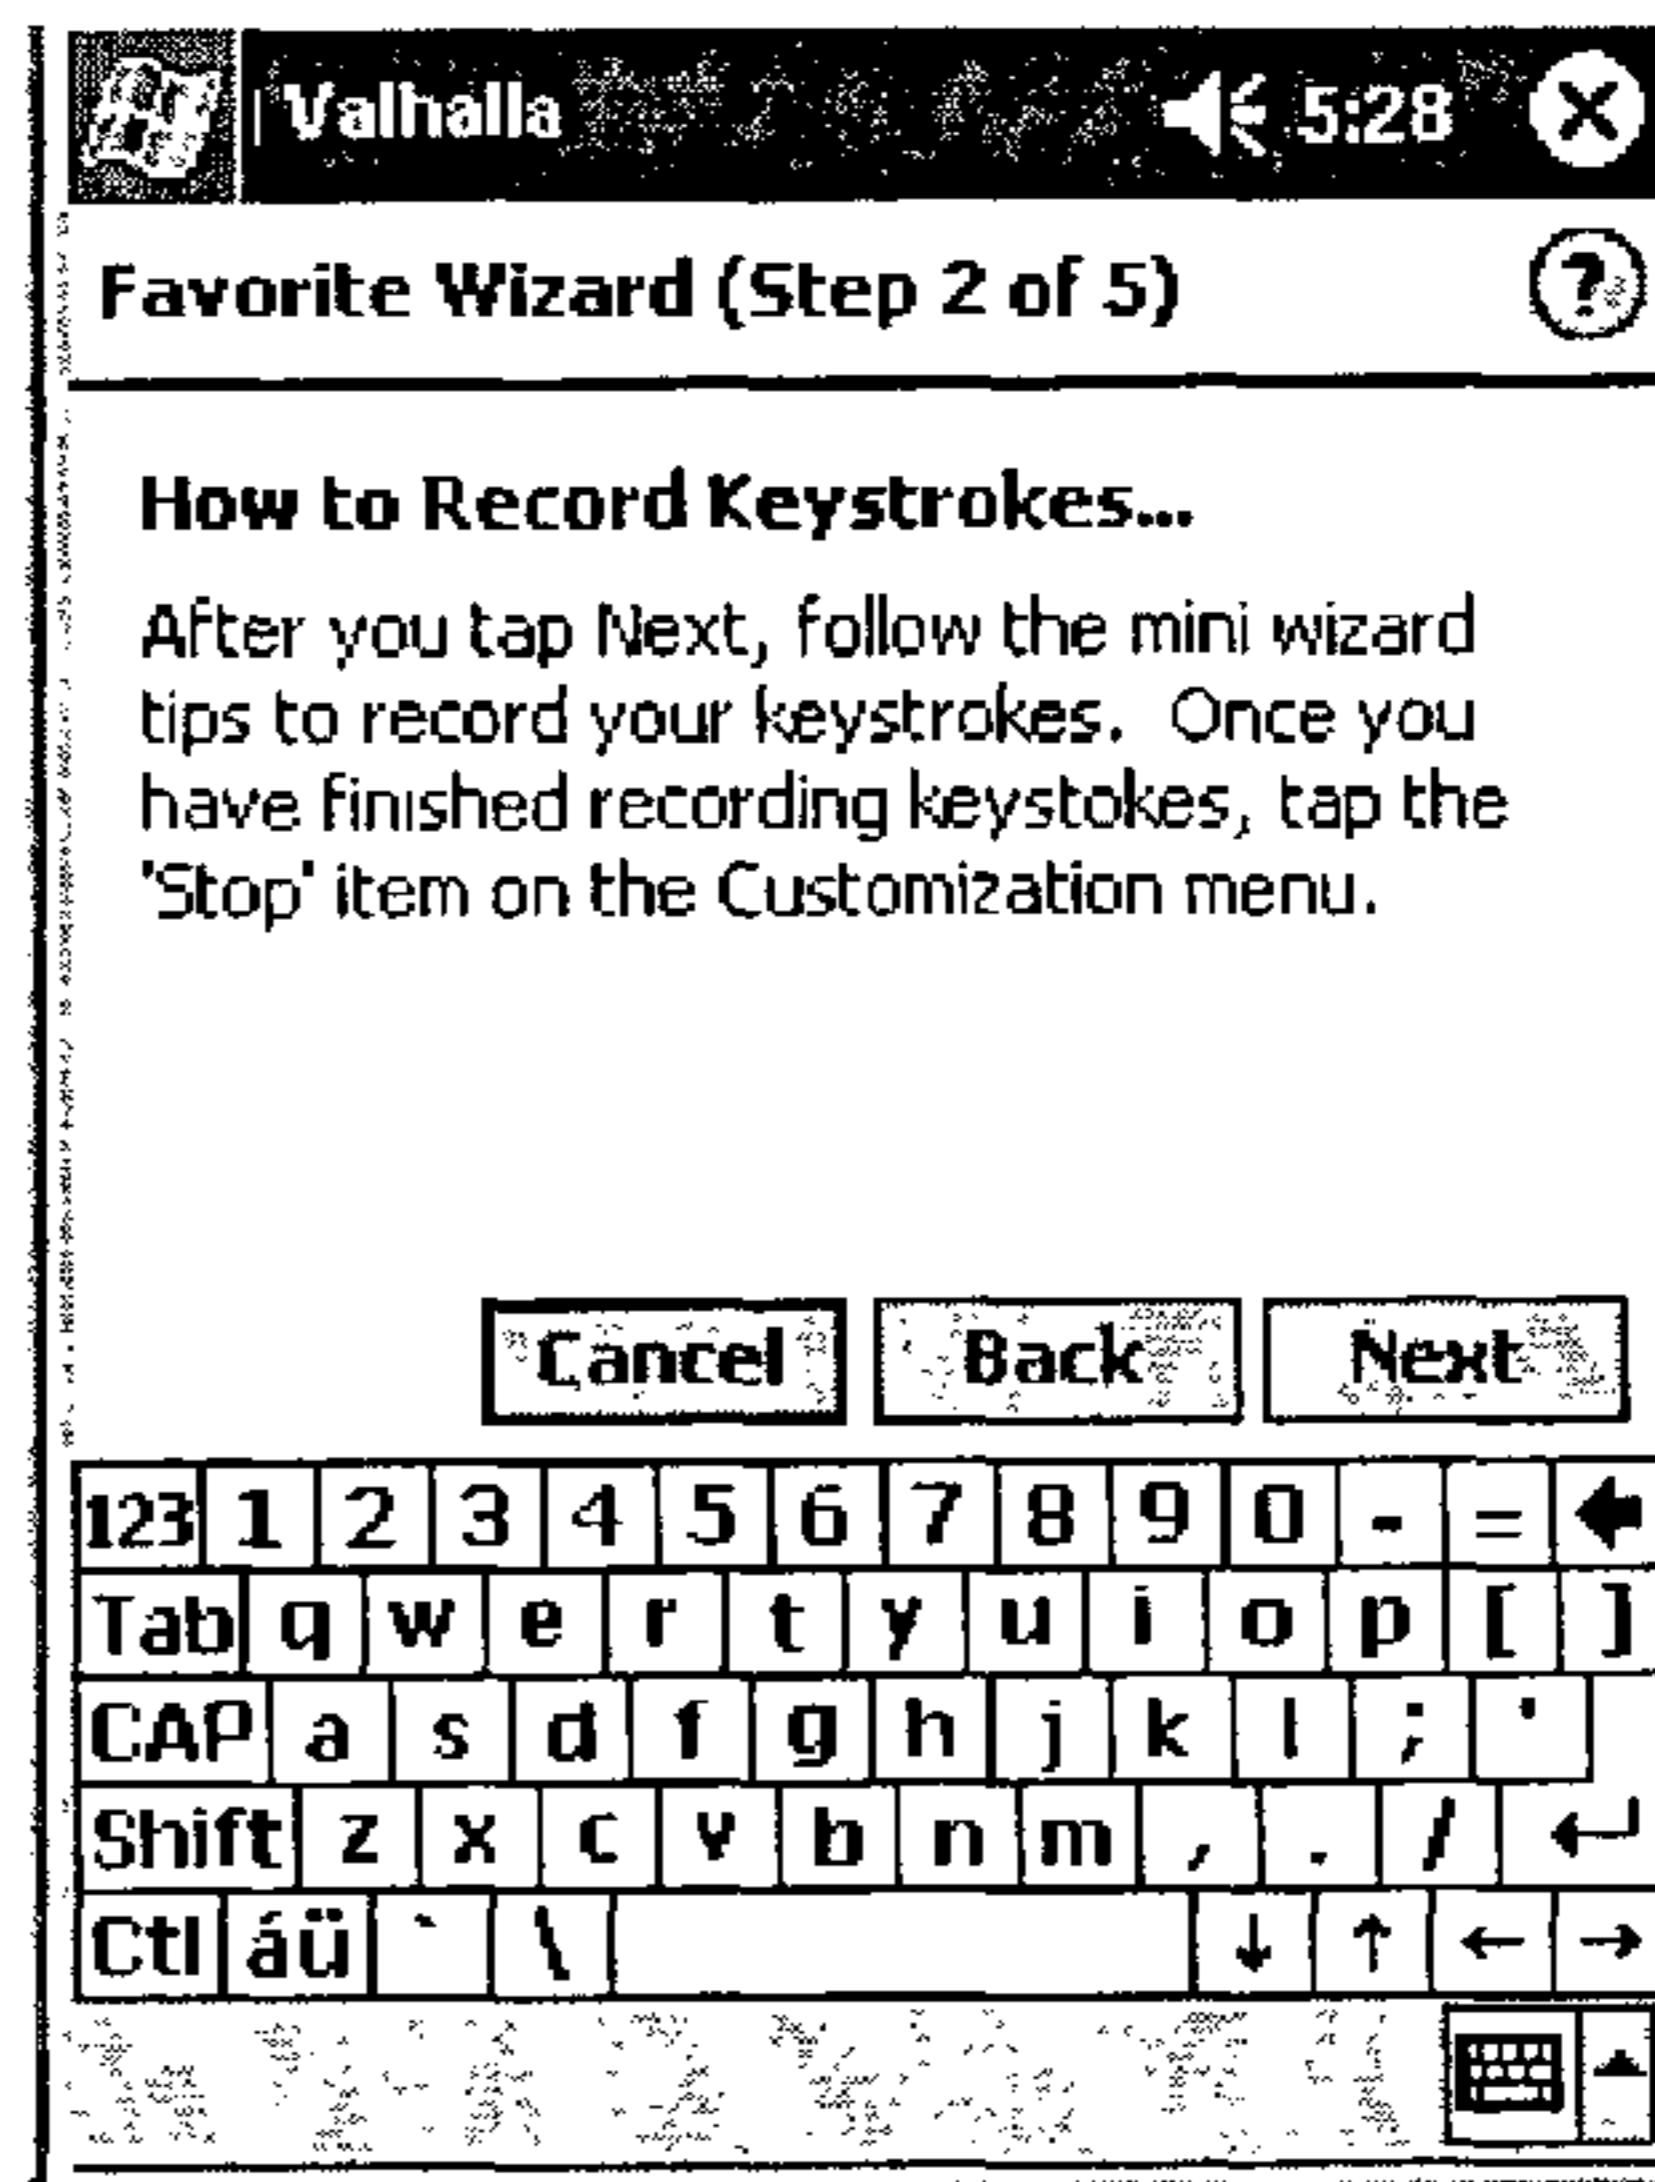 Valhalla 5:28
Favorite Wizard (Step 2 of 5) ?
How to Record Keystrokes...
After you tap Next, follow the mini wizard
tips to record your keystrokes. Once you
have finished recording keystokes, tap the
'Stop' item on the Customization menu.
Cancel Back Next
123 1 2 3 4 5 6 7 8 9 0 - = 🡄
Tab q w e r t y u i o p [ ]
CAP a s d f g h j k l ; '
Shift z x c v b n m , . / ↵
Ctl áü ` \ ↓ ↑ ← →